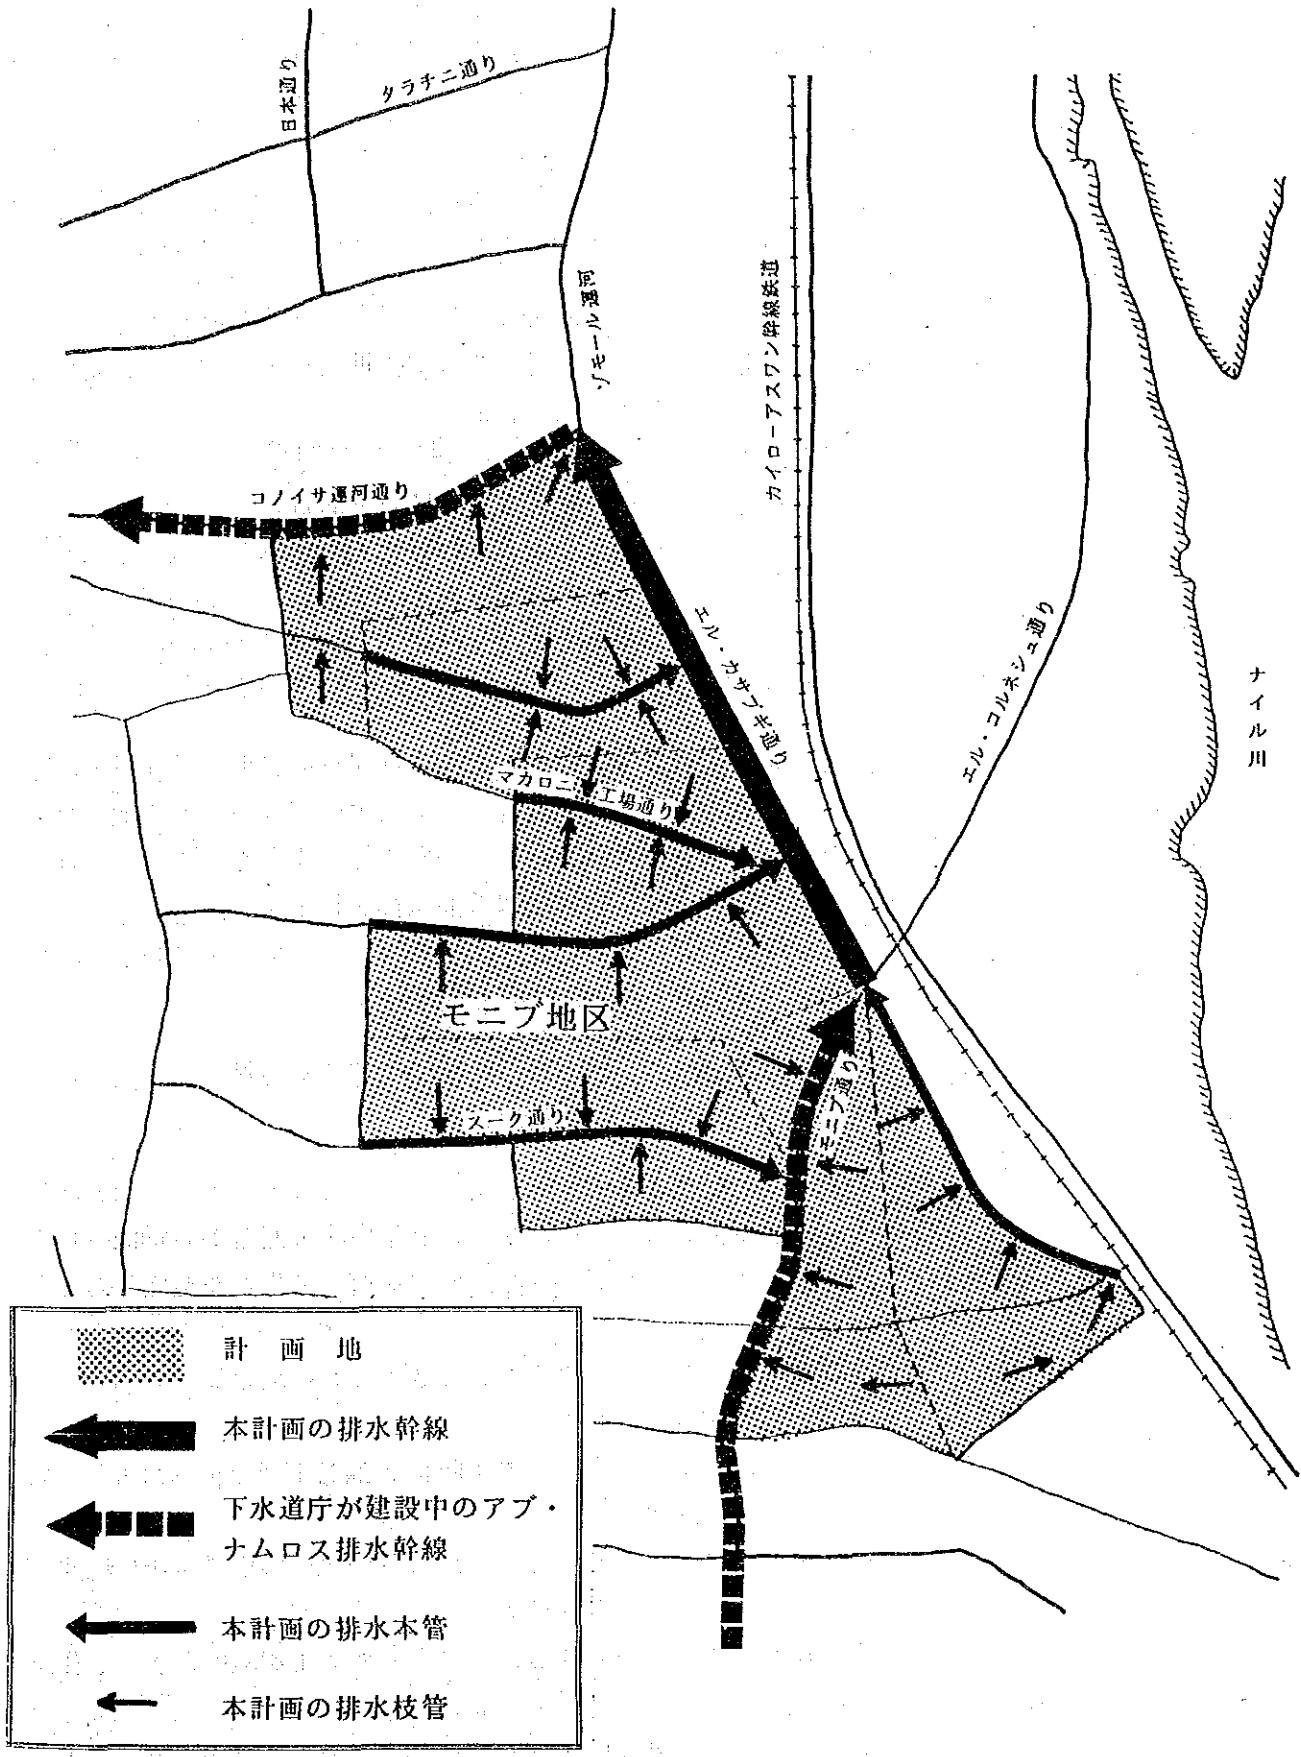 日本通り
タラチニ通り
ゾモール運河
カイローアスワン幹線鉄道
コノイサ運河通り
エル・カサブギ通り
エル・コルネシュ通り
ナイル川
マカロニ工場通り
モニブ地区
モニブ通り
スーク通り
計画地
本計画の排水幹線
下水道庁が建設中のアブ・
ナムロス排水幹線
本計画の排水本管
本計画の排水枝管